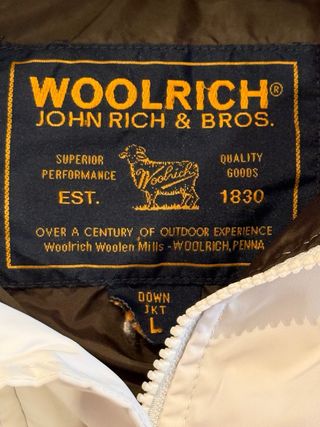 WOOLRICH®
JOHN RICH & BROS.
SUPERIOR PERFORMANCE
Woolrich
QUALITY GOODS
EST. 1830
OVER A CENTURY OF OUTDOOR EXPERIENCE
Woolrich Woolen Mills - WOOLRICH, PENNA
DOWN
JKT
L